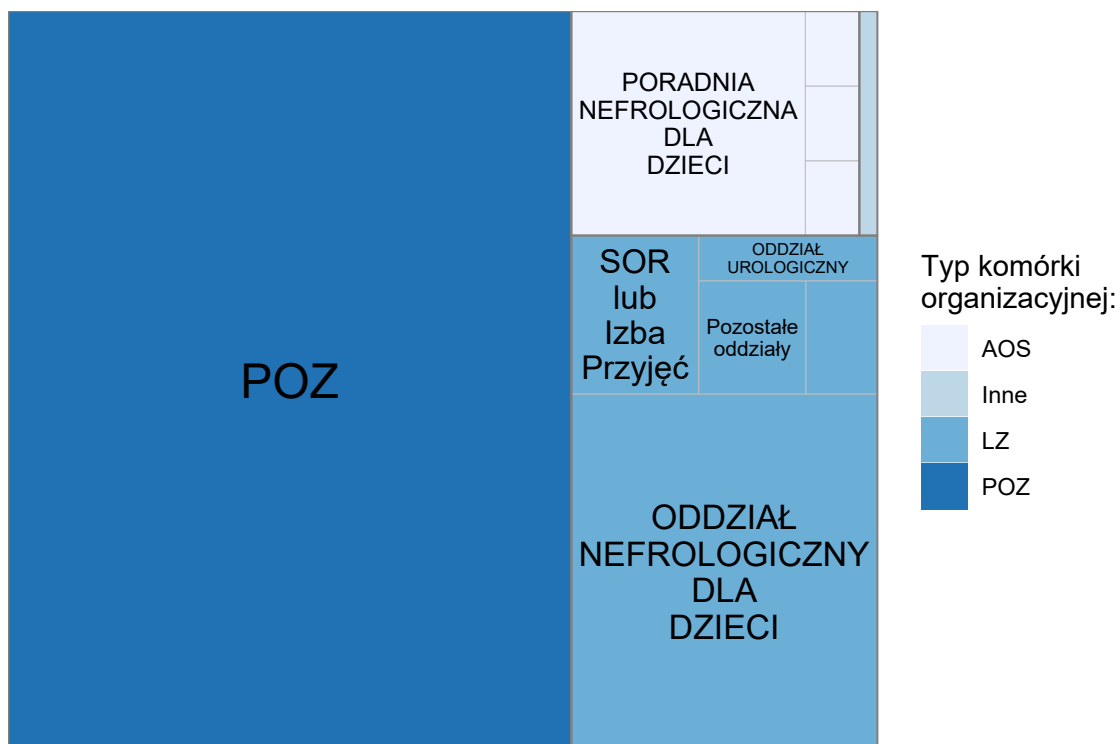 PORADNIA
NEFROLOGICZNA
DLA
DZIECI
POZ
SOR
lub
Izba
Przyjęć
ODDZIAŁ
UROLOGICZNY
Pozostałe
oddziały
ODDZIAŁ
NEFROLOGICZNY
DLA
DZIECI
Typ komórki
organizacyjnej:
AOS
Inne
LZ
POZ